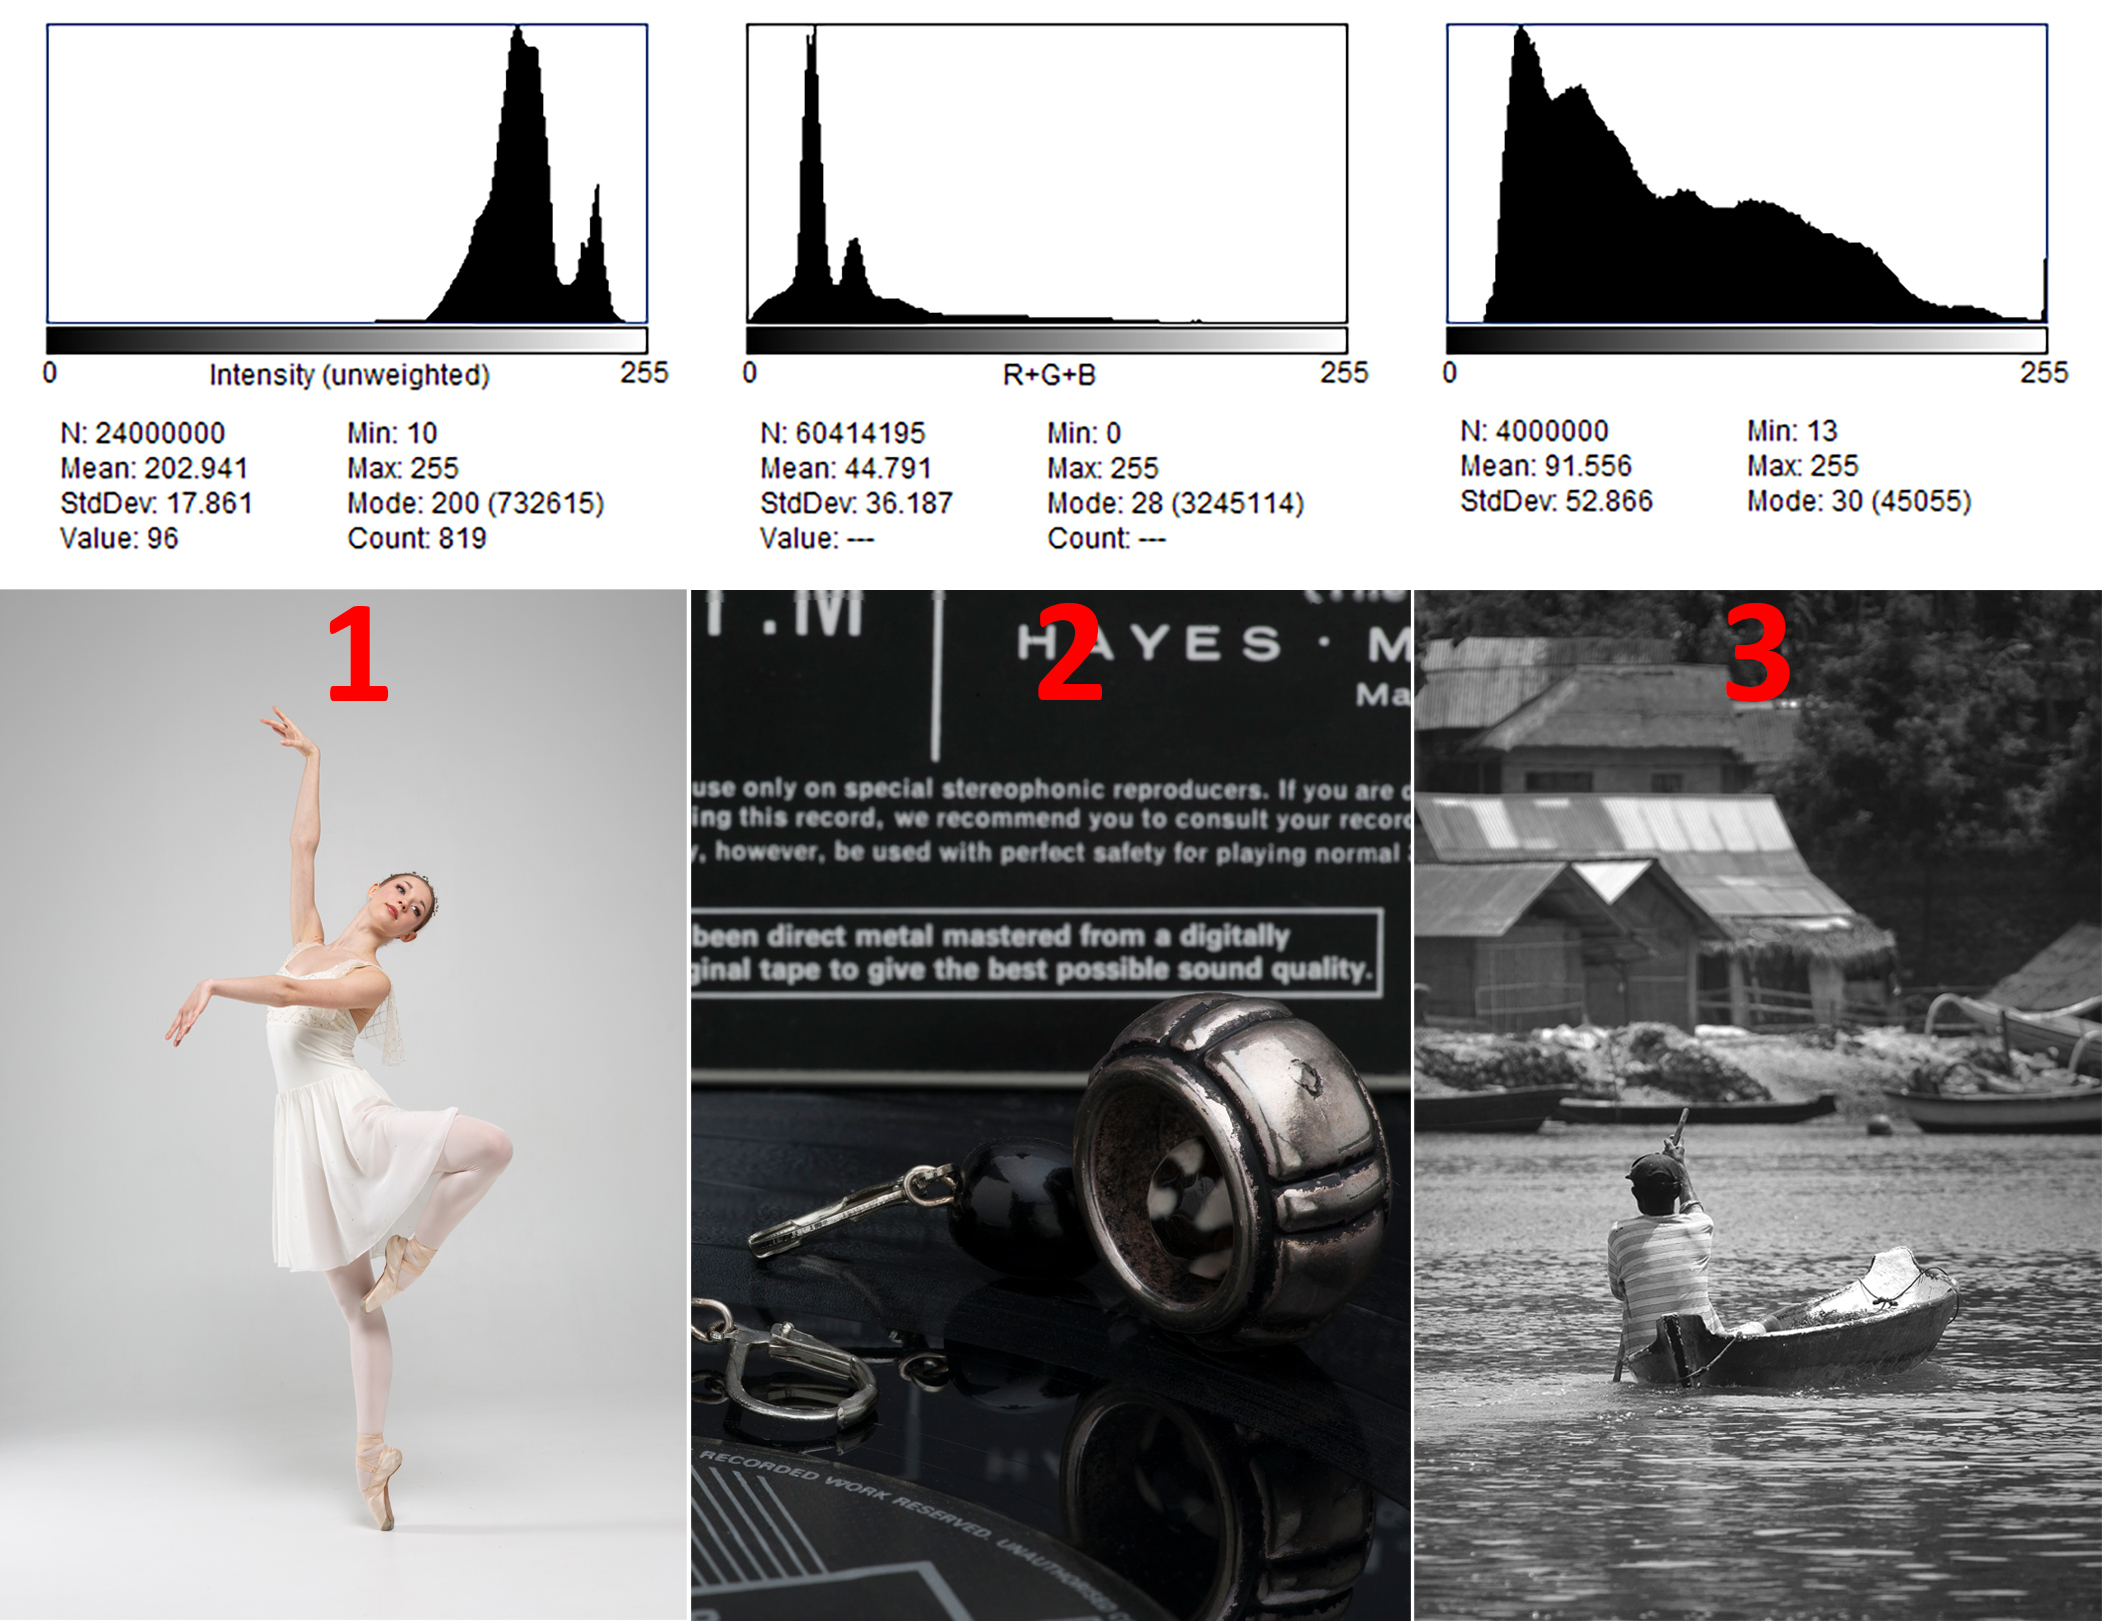 0 Intensity (unweighted) 255
N: 24000000 Min: 10
Mean: 202.941 Max: 255
StdDev: 17.861 Mode: 200 (732615)
Value: 96 Count: 819
0 R+G+B 255
N: 60414195 Min: 0
Mean: 44.791 Max: 255
StdDev: 36.187 Mode: 28 (3245114)
Value: --- Count: ---
0 255
N: 4000000 Min: 13
Mean: 91.556 Max: 255
StdDev: 52.866 Mode: 30 (45055)
1
2
.M
HAYES · M
Ma
use only on special stereophonic reproducers. If you are
ing this record, we recommend you to consult your recor
, however, be used with perfect safety for playing normal
been direct metal mastered from a digitally
ginal tape to give the best possible sound quality.
RECORDED WORK RESERVED. UNAUTHORISED
3